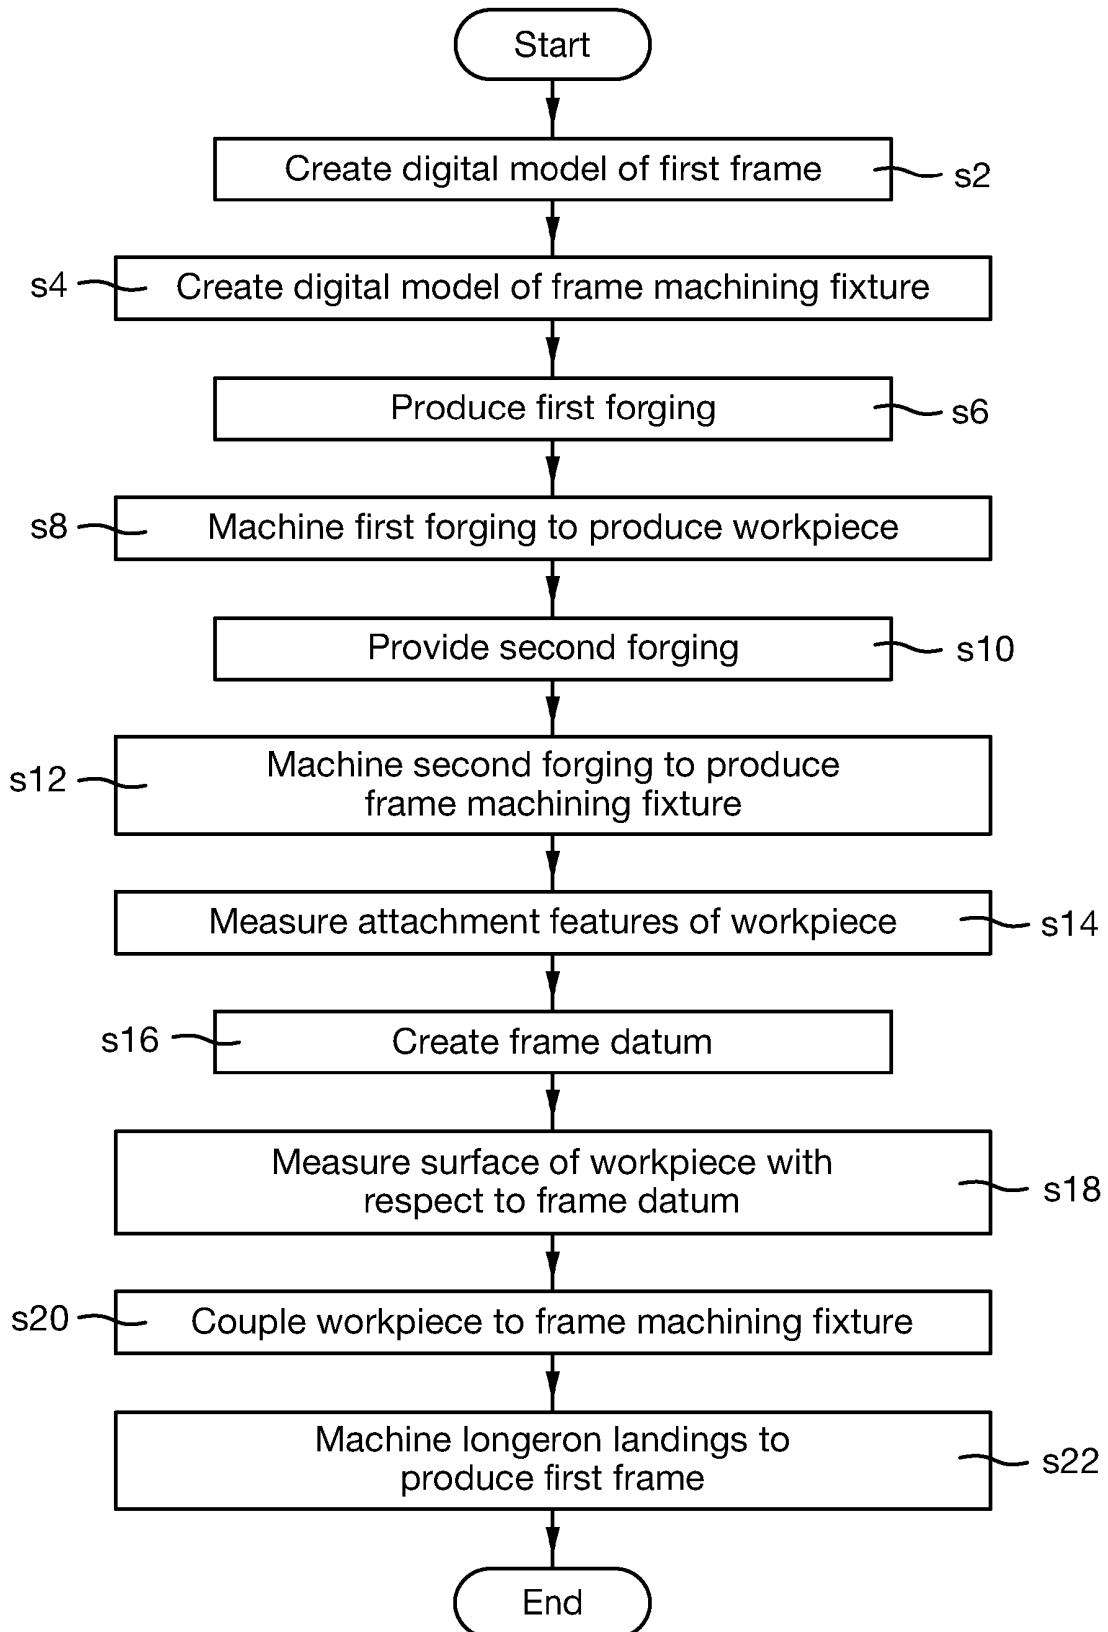 Start
Create digital model of first frame
s2
s4
Create digital model of frame machining fixture
Produce first forging
s6
s8
Machine first forging to produce workpiece
Provide second forging
s10
s12
Machine second forging to produce
frame machining fixture
Measure attachment features of workpiece
s14
s16
Create frame datum
Measure surface of workpiece with
respect to frame datum
s18
s20
Couple workpiece to frame machining fixture
Machine longeron landings to
produce first frame
s22
End